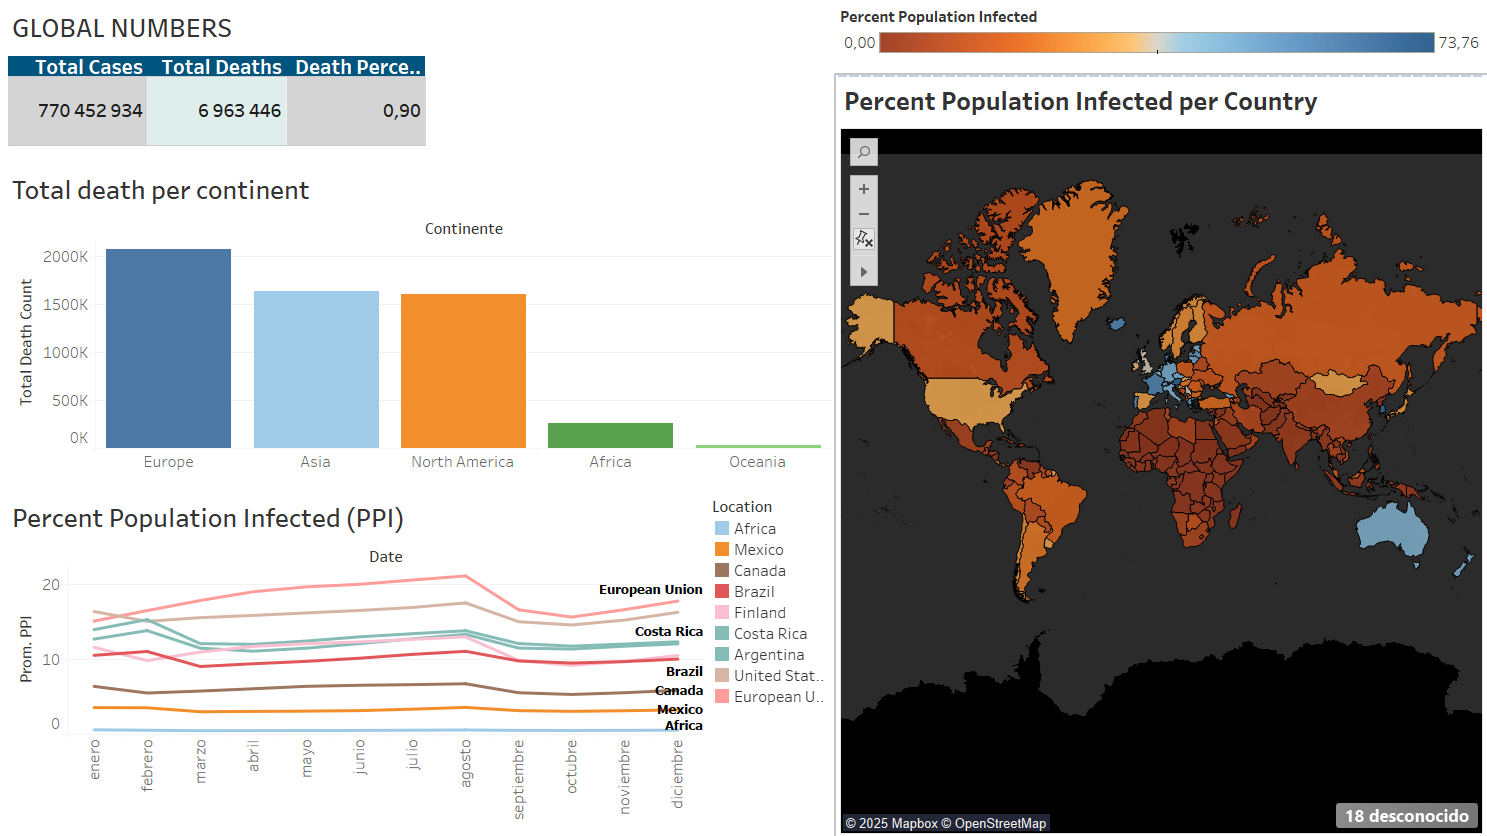 GLOBAL NUMBERS
Total Cases Total Deaths Death Perce..
770 452 934 6 963 446 0,90
Total death per continent
Continente
Total Death Count
2000K
1500K
1000K
500K
0K
Europe Asia North America Africa Oceania
Percent Population Infected (PPI)
Date
Prom. PPI
20
10
0
European Union
Costa Rica
Brazil
Canada
Mexico
Africa
enero febrero marzo abril mayo junio julio agosto septiembre octubre noviembre diciembre
Location
Africa
Mexico
Canada
Brazil
Finland
Costa Rica
Argentina
United Stat..
European U..
Percent Population Infected
0,00 73,76
Percent Population Infected per Country
© 2025 Mapbox © OpenStreetMap
18 desconocido